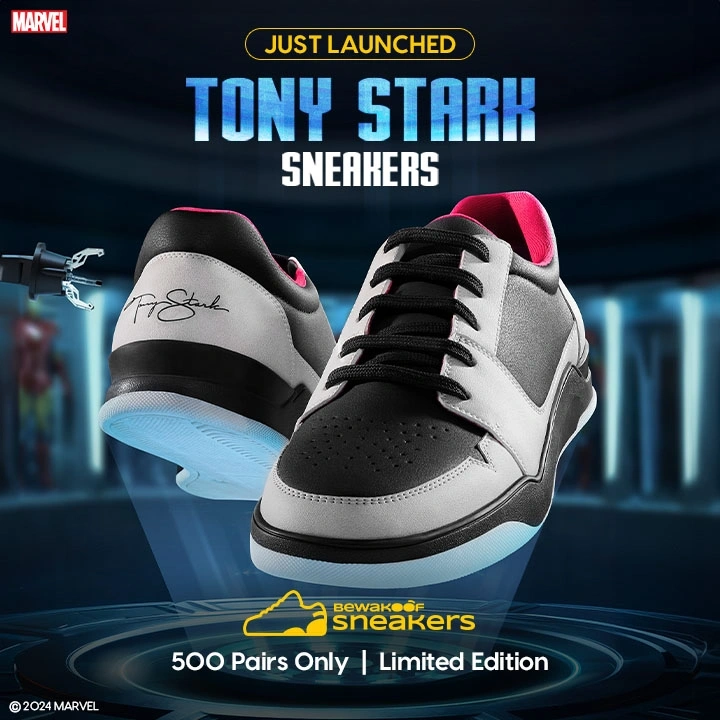 MARVEL
JUST LAUNCHED
TONY STARK
SNEAKERS
Tony Stark
BEWAKOOF
sneakers
500 Pairs Only | Limited Edition
© 2024 MARVEL